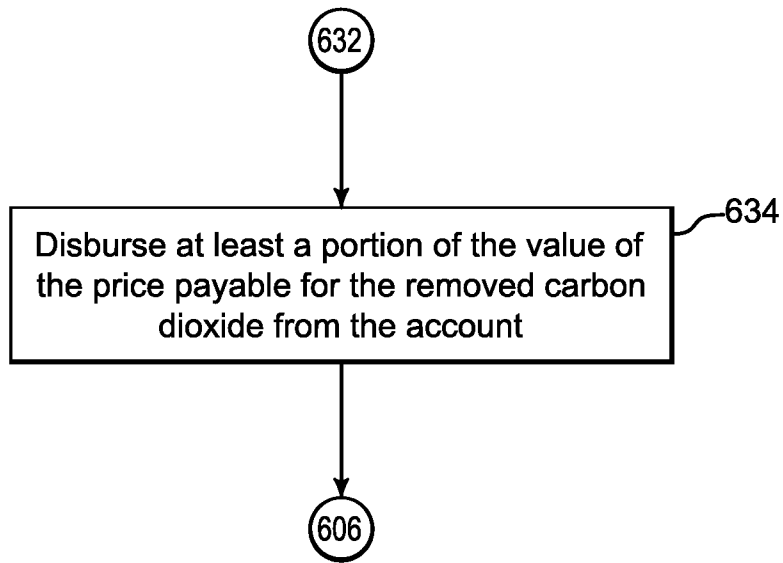 632
634
Disburse at least a portion of the value of
the price payable for the removed carbon
dioxide from the account
606